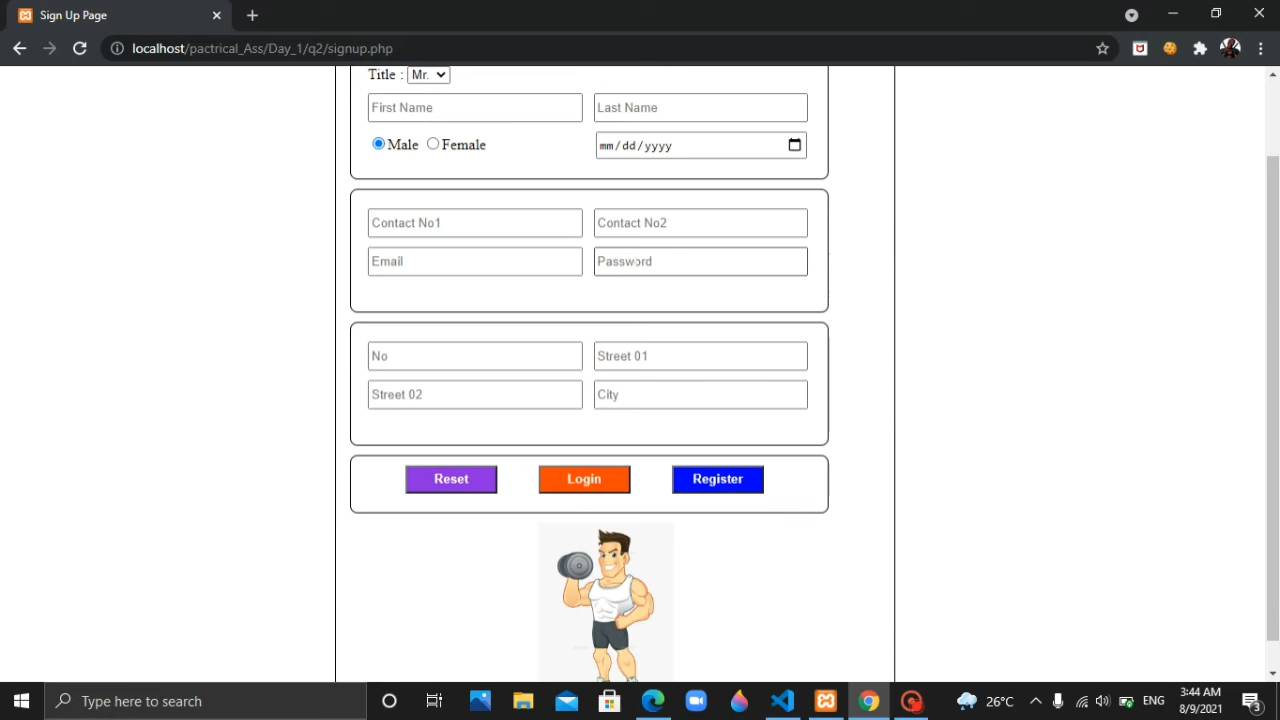 Sign Up Page
localhost/pactrical_Ass/Day_1/q2/signup.php
Title : Mr.
First Name Last Name
Male Female mm/dd/yyyy
Contact No1 Contact No2
Email Password
No Street 01
Street 02 City
Reset Login Register
Type here to search 26°C ENG 3:44 AM
8/9/2021 3